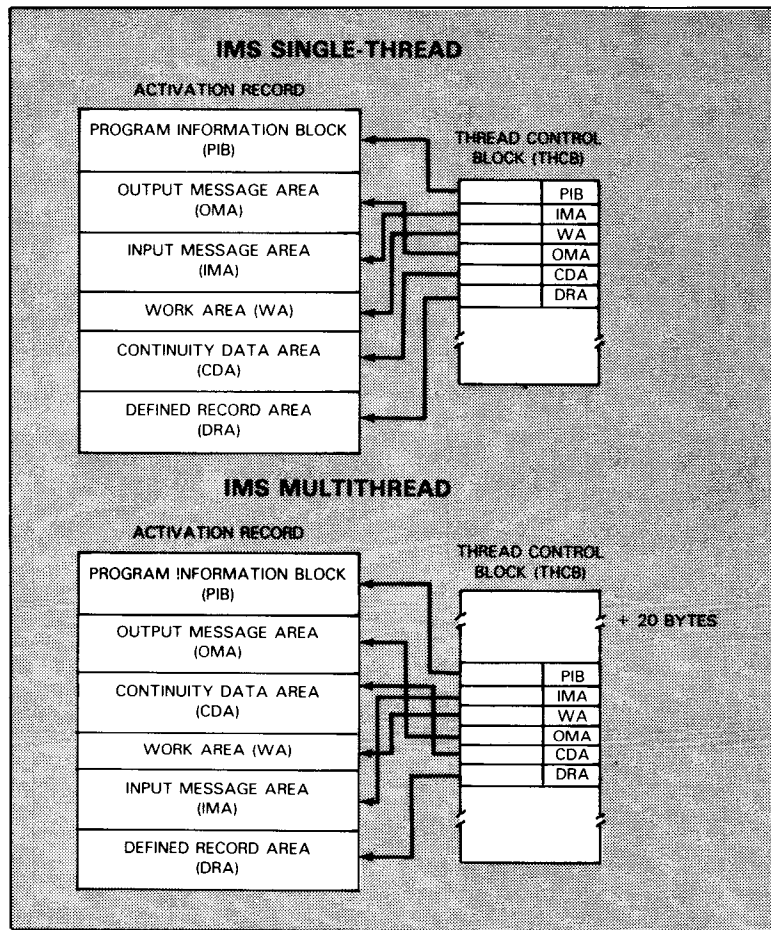 IMS SINGLE-THREAD
ACTIVATION RECORD
PROGRAM INFORMATION BLOCK
(PIB)
OUTPUT MESSAGE AREA
(OMA)
INPUT MESSAGE AREA
(IMA)
WORK AREA (WA)
CONTINUITY DATA AREA
(CDA)
DEFINED RECORD AREA
(DRA)
THREAD CONTROL
BLOCK (THCB)
PIB
IMA
WA
OMA
CDA
DRA
IMS MULTITHREAD
ACTIVATION RECORD
PROGRAM INFORMATION BLOCK
(PIB)
OUTPUT MESSAGE AREA
(OMA)
CONTINUITY DATA AREA
(CDA)
WORK AREA (WA)
INPUT MESSAGE AREA
(IMA)
DEFINED RECORD AREA
(DRA)
THREAD CONTROL
BLOCK (THCB)
+ 20 BYTES
PIB
IMA
WA
OMA
CDA
DRA